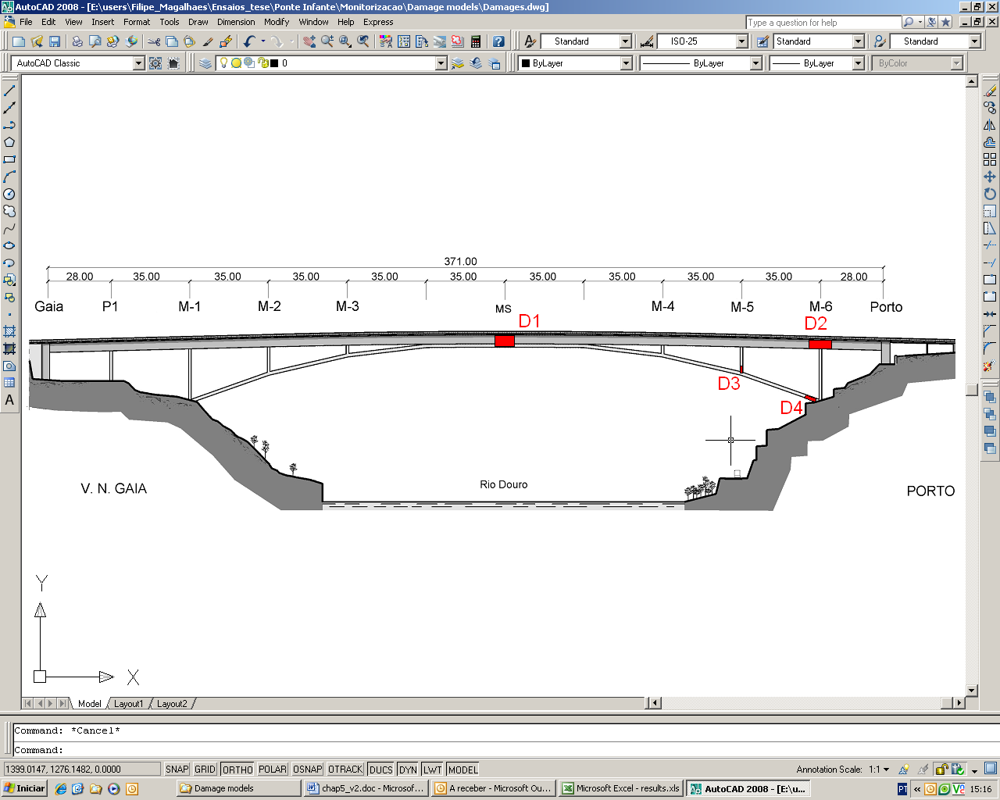 AutoCAD 2008 - [E:\users\Filipe_Magalhaes\Ensaios_tese\Ponte Infante\Monitorizacao\Damage models\Damages.dwg]
File Edit View Insert Format Tools Draw Dimension Modify Window Help Express
Type a question for help
Standard ISO-25 Standard Standard
AutoCAD Classic 0 ByLayer ByLayer ByLayer ByColor
371.00
28.00 35.00 35.00 35.00 35.00 35.00 35.00 35.00 35.00 35.00 28.00
Gaia P1 M-1 M-2 M-3 MS M-4 M-5 M-6 Porto
D1 D2
D3
D4
Rio Douro
V. N. GAIA PORTO
Y
X
Model Layout1 Layout2
Command: *Cancel*
Command:
1399.0147, 1276.1482, 0.0000 SNAP GRID ORTHO POLAR OSNAP OTRACK DUCS DYN LWT MODEL Annotation Scale: 1:1
Iniciar Damage models chap5_v2.doc - Microsof... A receber - Microsoft Ou... Microsoft Excel - results.xls AutoCAD 2008 - [E:\u... PT « 15:16